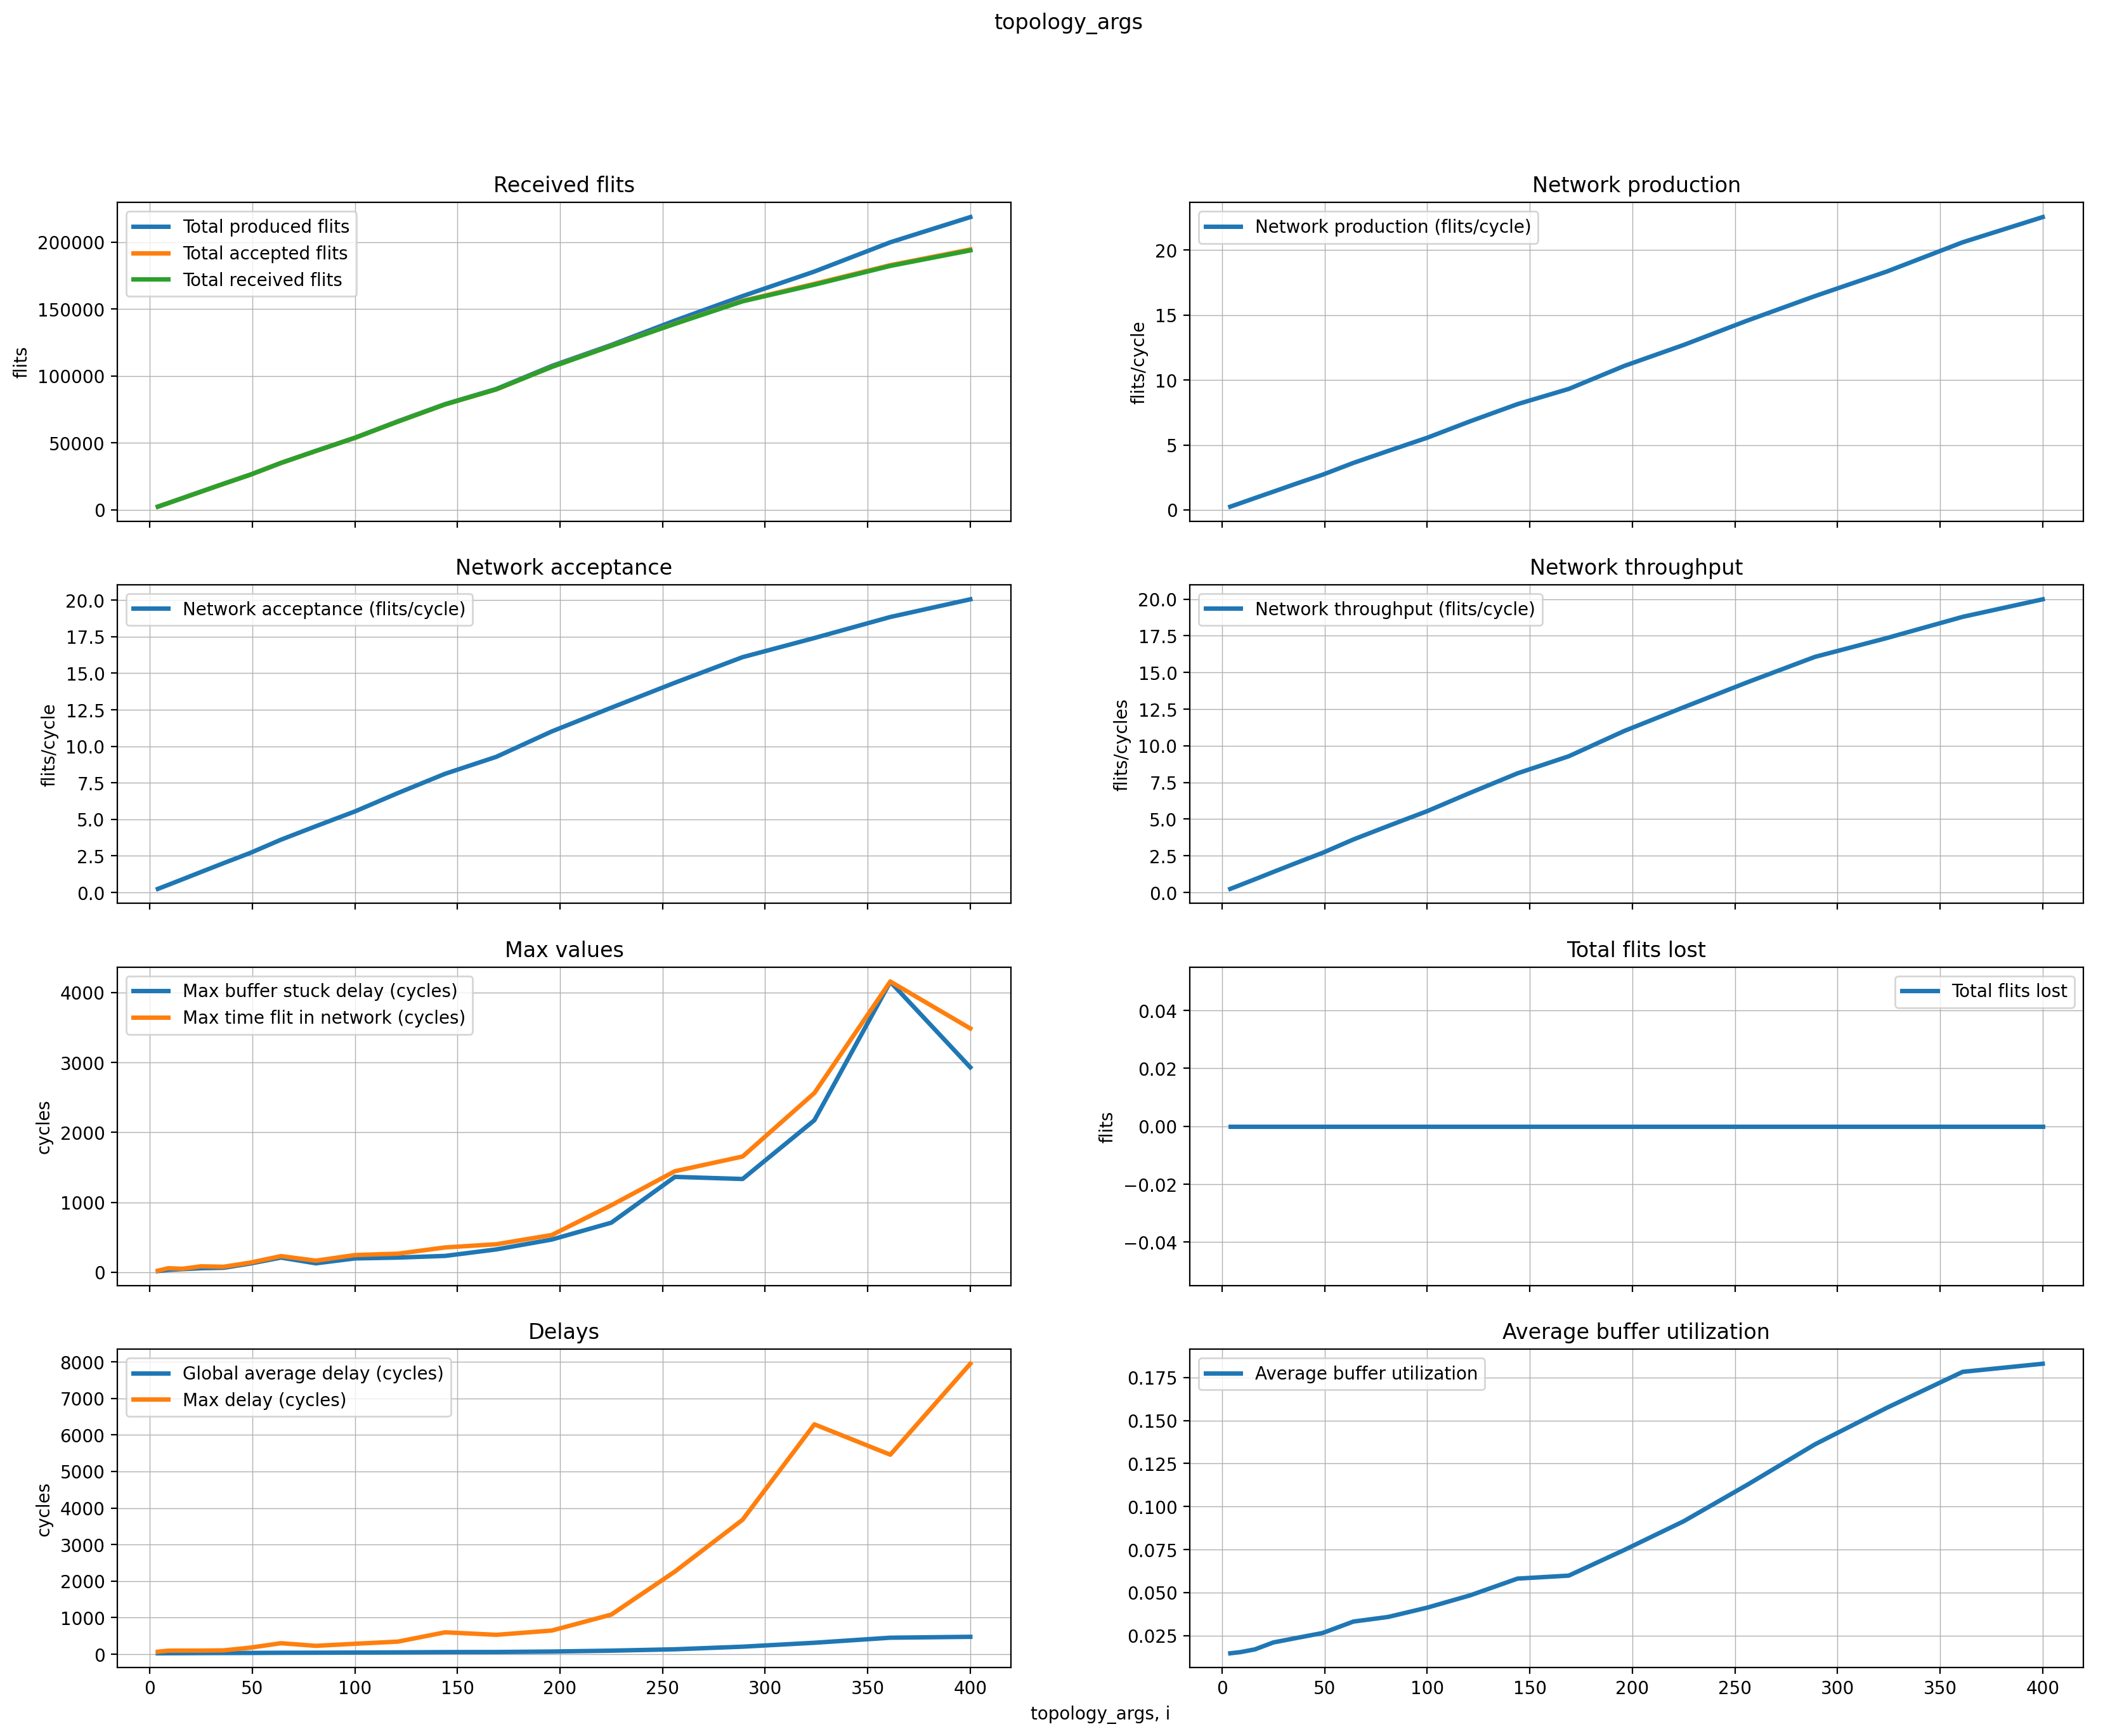 topology_args
Received flits
flits
200000
150000
100000
50000
0
Total produced flits
Total accepted flits
Total received flits
Network production
flits/cycle
20
15
10
5
0
Network production (flits/cycle)
Network acceptance
flits/cycle
20.0
17.5
15.0
12.5
10.0
7.5
5.0
2.5
0.0
Network acceptance (flits/cycle)
Network throughput
flits/cycles
20.0
17.5
15.0
12.5
10.0
7.5
5.0
2.5
0.0
Network throughput (flits/cycle)
Max values
cycles
4000
3000
2000
1000
0
Max buffer stuck delay (cycles)
Max time flit in network (cycles)
Total flits lost
flits
0.04
0.02
0.00
−0.02
−0.04
Total flits lost
Delays
cycles
8000
7000
6000
5000
4000
3000
2000
1000
0
Global average delay (cycles)
Max delay (cycles)
0 50 100 150 200 250 300 350 400
Average buffer utilization
0.175
0.150
0.125
0.100
0.075
0.050
0.025
Average buffer utilization
0 50 100 150 200 250 300 350 400
topology_args, i